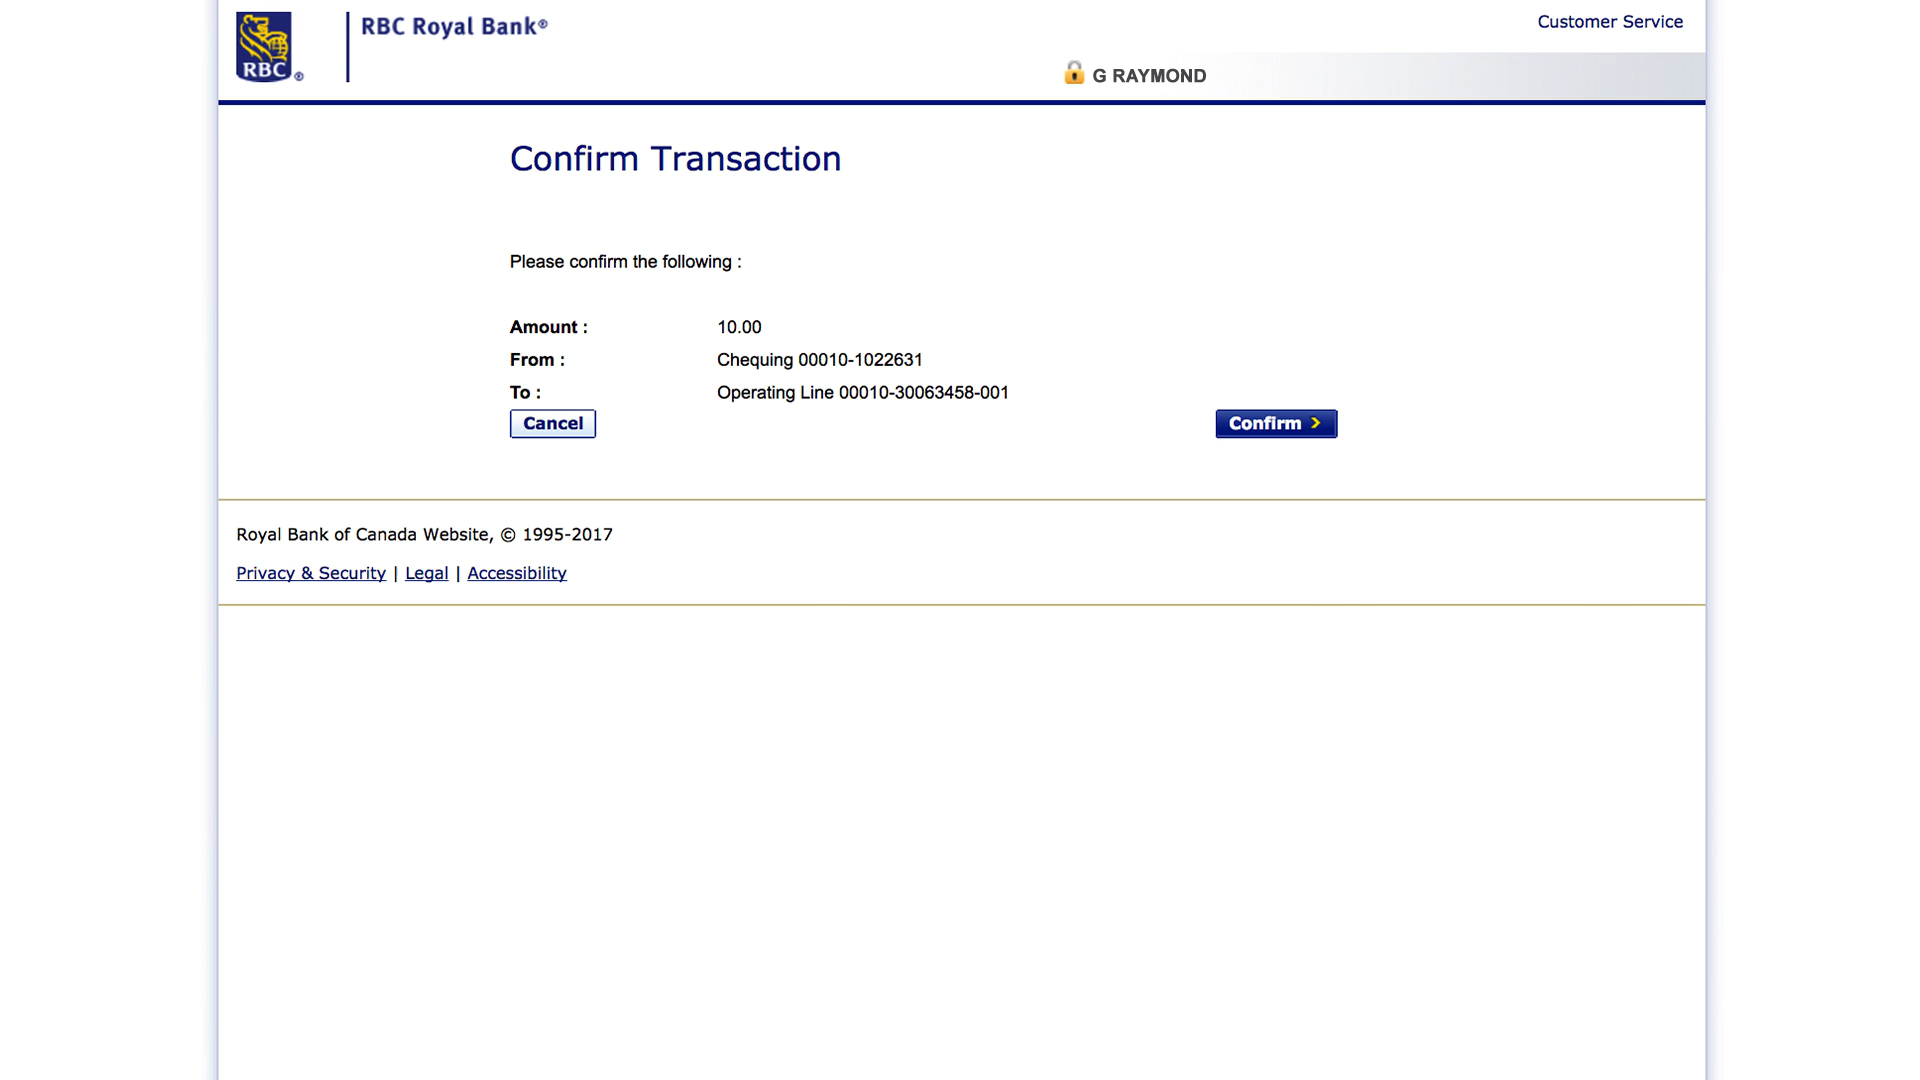 RBC ®
RBC Royal Bank®
Customer Service
G RAYMOND
Confirm Transaction
Please confirm the following :
Amount : 10.00
From : Chequing 00010-1022631
To : Operating Line 00010-30063458-001
Cancel
Confirm >
Royal Bank of Canada Website, © 1995-2017
Privacy & Security | Legal | Accessibility